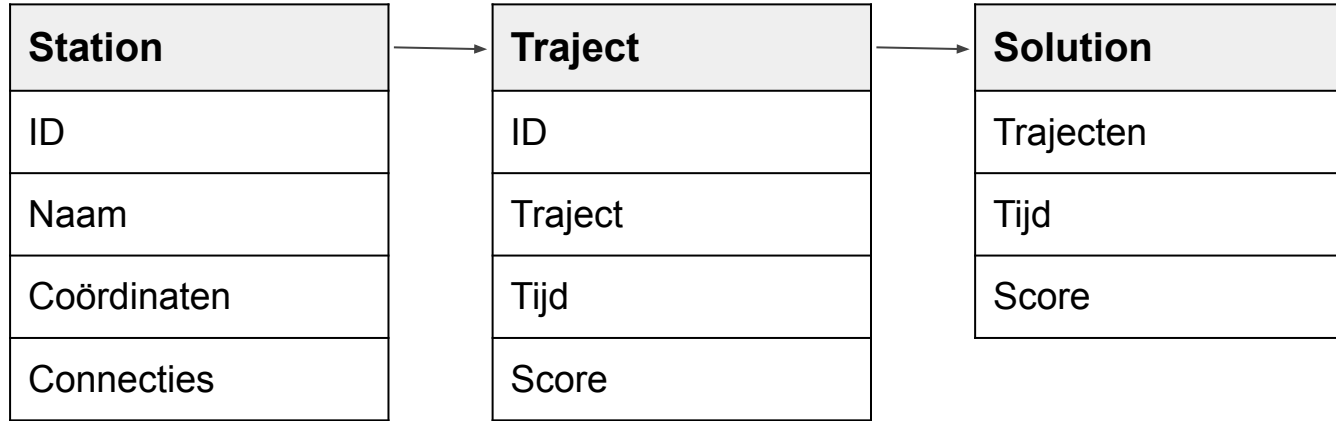 Station
ID
Naam
Coördinaten
Connecties
Traject
ID
Traject
Tijd
Score
Solution
Trajecten
Tijd
Score